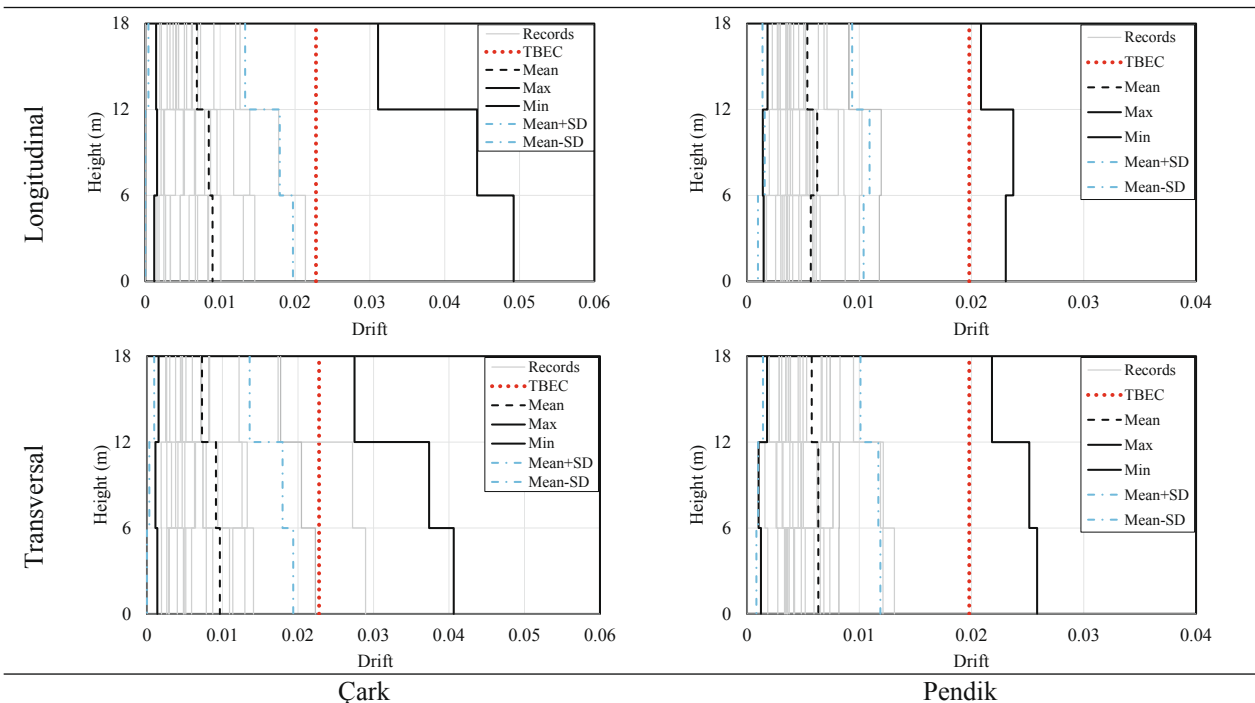 Longitudinal
Height (m)
18
12
6
0
0 0.01 0.02 0.03 0.04 0.05 0.06
Drift
Records
TBEC
Mean
Max
Min
Mean+SD
Mean-SD
Height (m)
18
12
6
0
0 0.01 0.02 0.03 0.04
Drift
Records
TBEC
Mean
Max
Min
Mean+SD
Mean-SD
Transversal
Height (m)
18
12
6
0
0 0.01 0.02 0.03 0.04 0.05 0.06
Drift
Records
TBEC
Mean
Max
Min
Mean+SD
Mean-SD
Height (m)
18
12
6
0
0 0.01 0.02 0.03 0.04
Drift
Records
TBEC
Mean
Max
Min
Mean+SD
Mean-SD
Çark
Pendik